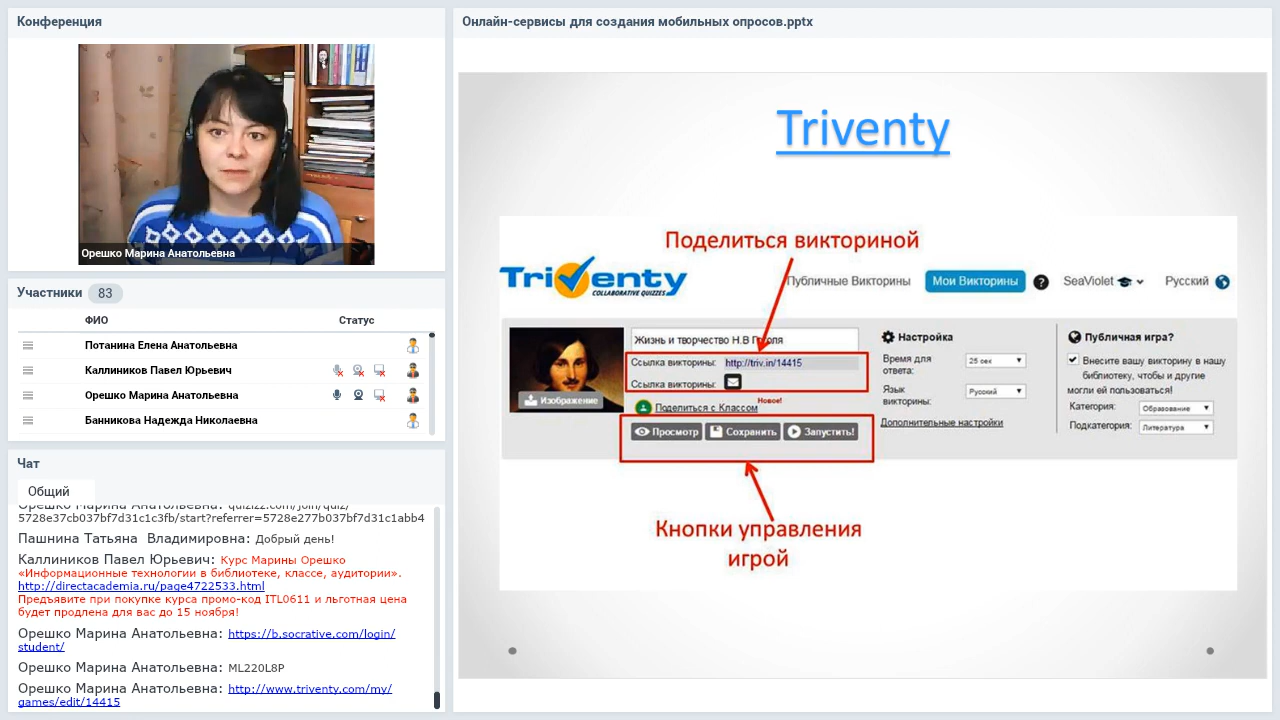 Конференция
Орешко Марина Анатольевна
Участники 83
ФИО Статус
Потанина Елена Анатольевна
Каллиников Павел Юрьевич
Орешко Марина Анатольевна
Банникова Надежда Николаевна
Чат
Общий
Орешко Марина Анатольевна: quizizz.com/join/quiz/
5728e37cb037bf7d31c1c3fb/start?referrer=5728e277b037bf7d31c1abb4
Пашнина Татьяна Владимировна: Добрый день!
Каллиников Павел Юрьевич: Курс Марины Орешко
«Информационные технологии в библиотеке, классе, аудитории».
http://directacademia.ru/page4722533.html
Предъявите при покупке курса промо-код ITL0611 и льготная цена
будет продлена для вас до 15 ноября!
Орешко Марина Анатольевна: https://b.socrative.com/login/
student/
Орешко Марина Анатольевна: ML220L8P
Орешко Марина Анатольевна: http://www.triventy.com/my/
games/edit/14415
Онлайн-сервисы для создания мобильных опросов.pptx
Triventy
Поделиться викториной
Triventy
COLLABORATIVE QUIZZES
Публичные Викторины Мои Викторины ? SeaViolet Русский
Изображение
Жизнь и творчество Н.В Гоголя
Ссылка викторины: http://triv.in/14415
Ссылка викторины:
Новое!
Поделиться с Классом
Просмотр Сохранить Запустить!
Настройка
Время для
ответа: 25 сек
Язык
викторины: Русский
Дополнительные настройки
Публичная игра?
Внесите вашу викторину в нашу
библиотеку, чтобы и другие
могли ей пользоваться!
Категория: Образование
Подкатегория: Литература
Кнопки управления
игрой